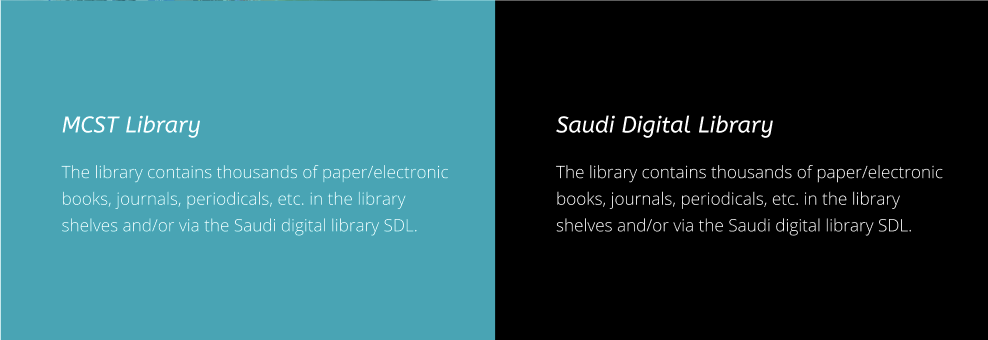 MCST Library
The library contains thousands of paper/electronic
books, journals, periodicals, etc. in the library
shelves and/or via the Saudi digital library SDL.
Saudi Digital Library
The library contains thousands of paper/electronic
books, journals, periodicals, etc. in the library
shelves and/or via the Saudi digital library SDL.